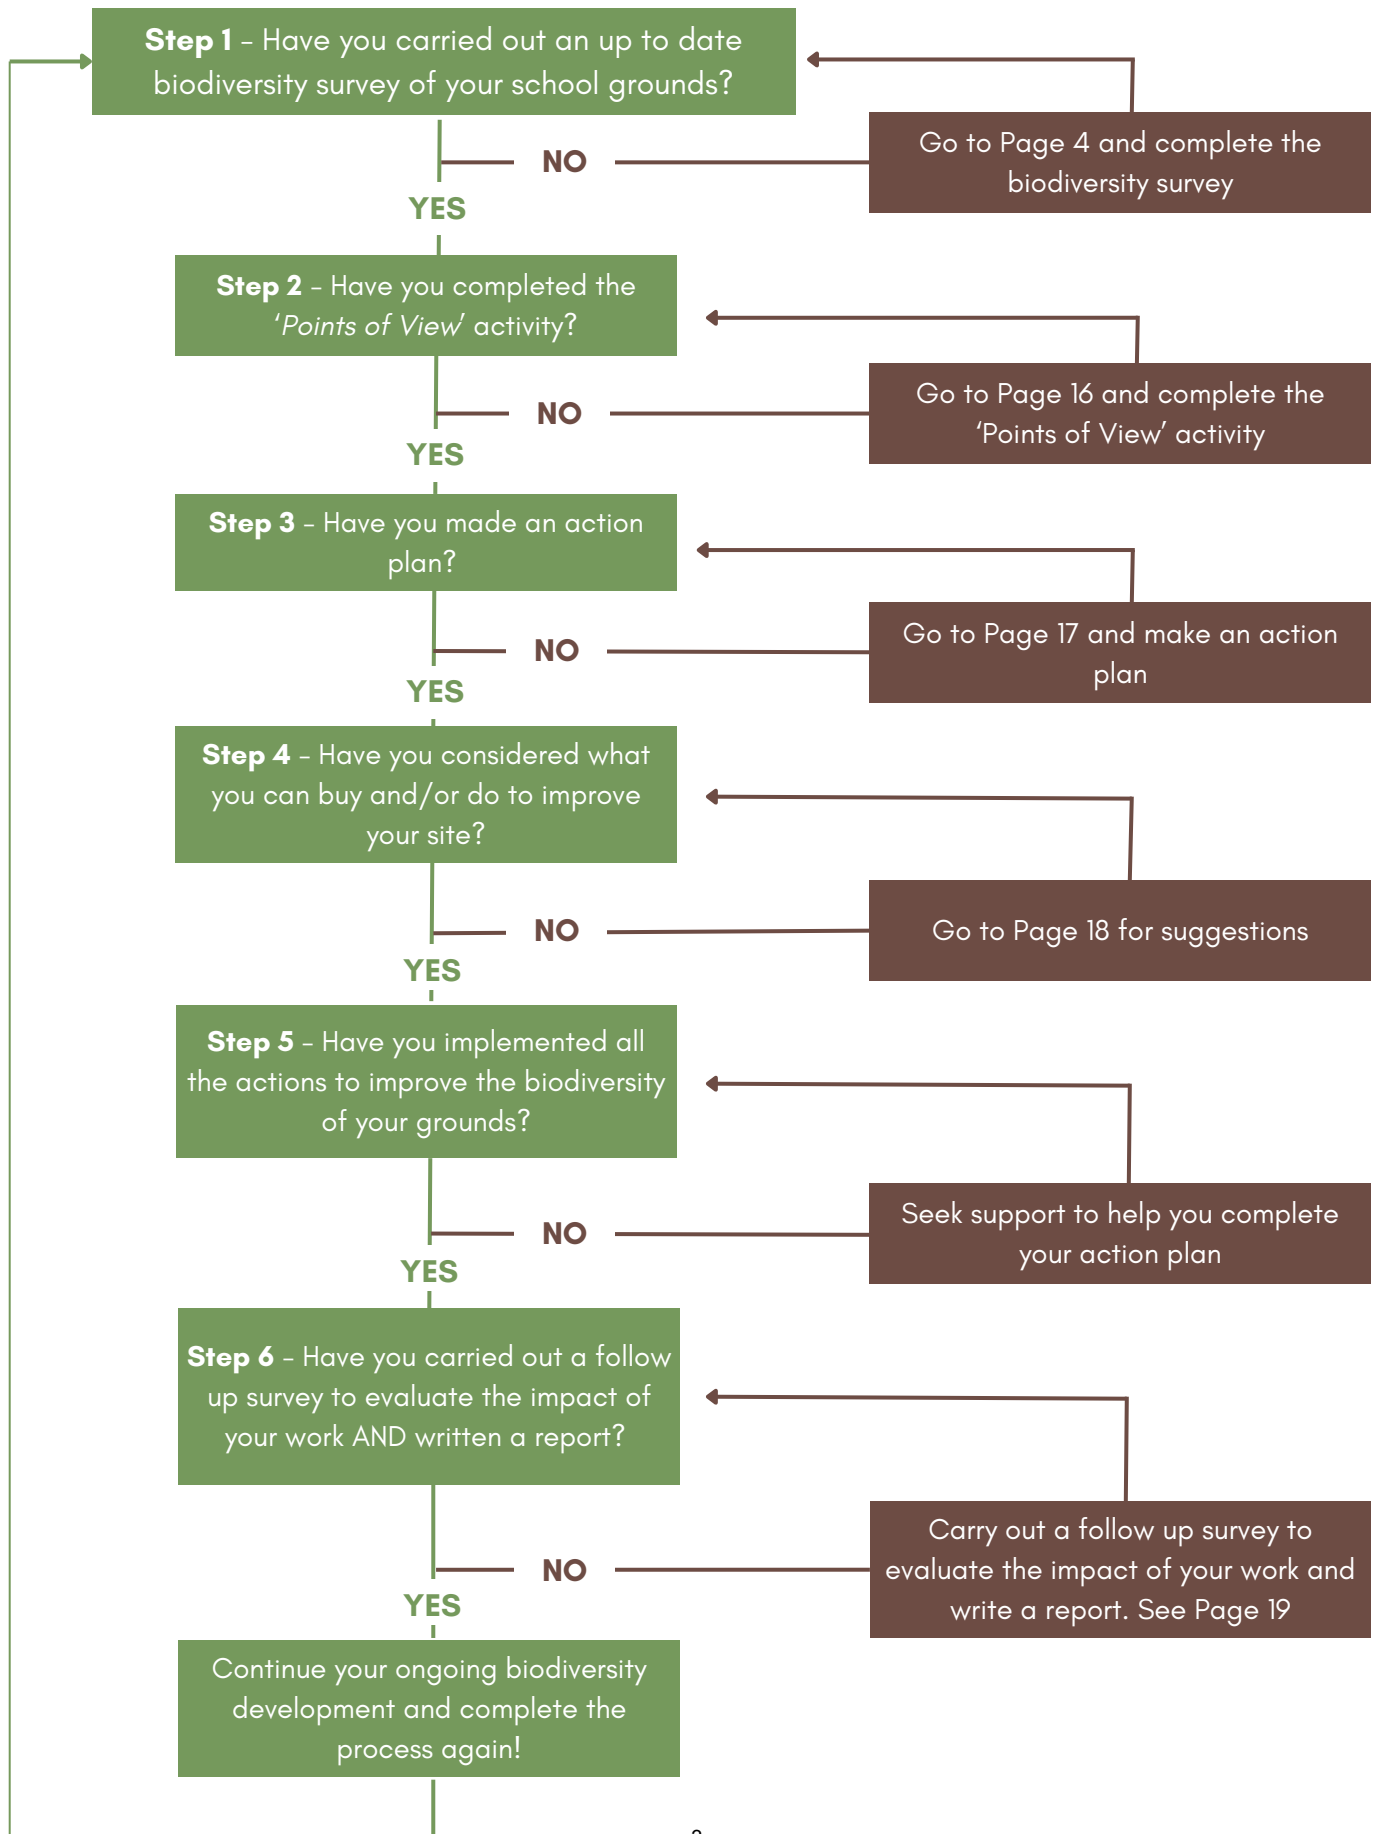 Step 1 - Have you carried out an up to date
biodiversity survey of your school grounds?
Go to Page 4 and complete the
biodiversity survey
NO
YES
Step 2 - Have you completed the
‘Points of View’ activity?
Go to Page 16 and complete the
‘Points of View’ activity
NO
YES
Step 3 - Have you made an action
plan?
Go to Page 17 and make an action
plan
NO
YES
Step 4 - Have you considered what
you can buy and/or do to improve
your site?
Go to Page 18 for suggestions
NO
YES
Step 5 - Have you implemented all
the actions to improve the biodiversity
of your grounds?
Seek support to help you complete
your action plan
NO
YES
Step 6 - Have you carried out a follow
up survey to evaluate the impact of
your work AND written a report?
Carry out a follow up survey to
evaluate the impact of your work and
write a report. See Page 19
NO
YES
Continue your ongoing biodiversity
development and complete the
process again!